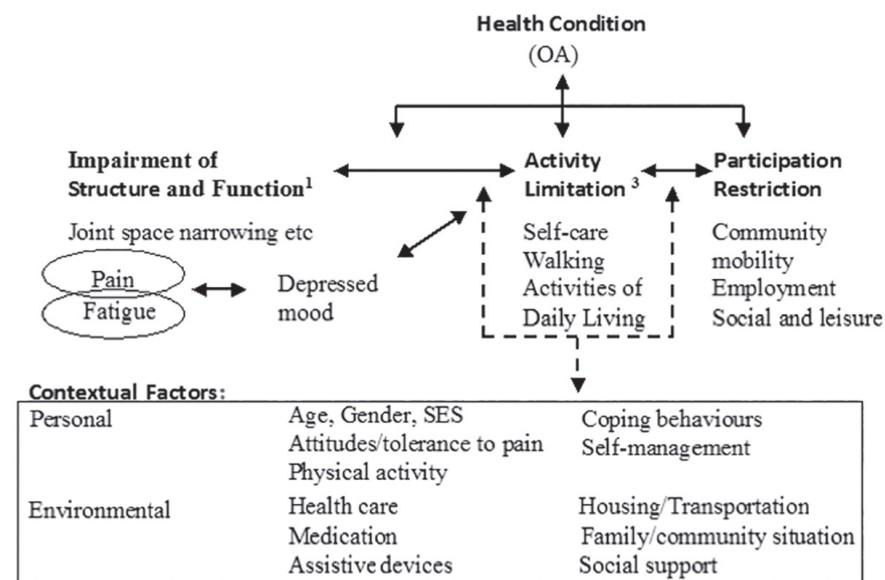 Health Condition
(OA)
Impairment of
Structure and Function¹
Activity
Limitation ³
Participation
Restriction
Joint space narrowing etc
Pain
Fatigue
Depressed
mood
Self-care
Walking
Activities of
Daily Living
Community
mobility
Employment
Social and leisure
Contextual Factors:
Personal
Age, Gender, SES
Attitudes/tolerance to pain
Physical activity
Coping behaviours
Self-management
Environmental
Health care
Medication
Assistive devices
Housing/Transportation
Family/community situation
Social support